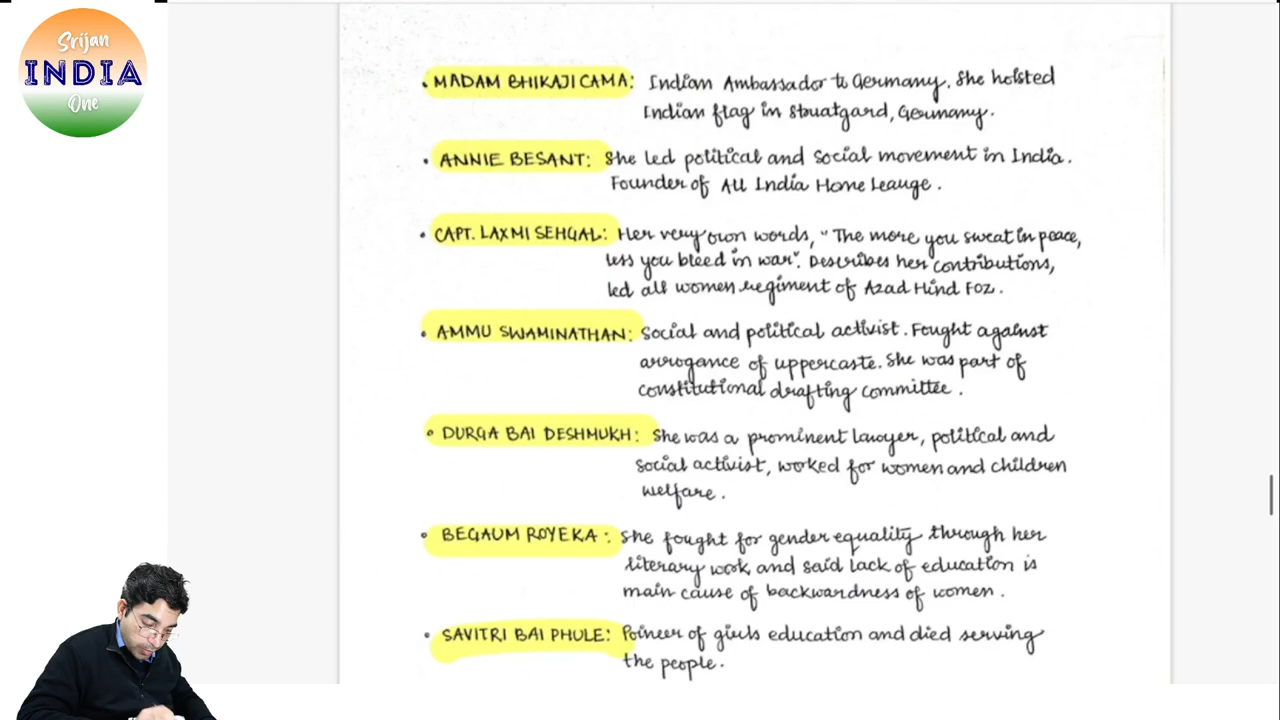 Srijan
INDIA
One
• MADAM BHIKAJI CAMA: Indian Ambassador to Germany. She hoisted
Indian flag in Stuatgard, Germany.
• ANNIE BESANT: She led political and social movement in India.
Founder of All India Home Leauge.
• CAPT. LAXMI SEHGAL: Her very own words, "The more you sweat in peace,
less you bleed in war". Describes her contributions,
led all women regiment of Azad Hind Foz.
• AMMU SWAMINATHAN: Social and political activist. Fought against
arrogance of uppercaste. She was part of
constitutional drafting committee.
• DURGA BAI DESHMUKH: She was a prominent lawyer, political and
social activist, worked for women and children
welfare.
• BEGAUM ROYEKA: She fought for gender equality through her
literary work and said lack of education is
main cause of backwardness of women.
• SAVITRI BAI PHULE: Poineer of girls education and died serving
the people.